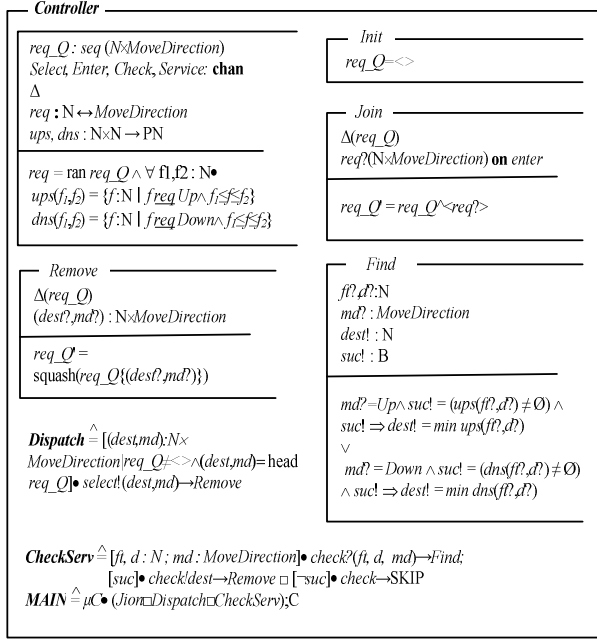 Controller
req_Q : seq (N×MoveDirection)
Select, Enter, Check, Service: chan
Δ
req : N ↔ MoveDirection
ups, dns : N×N → PN
req = ran req_Q ∧ ∀ f1,f2 : N•
ups(f₁,f₂) = {f:N | f req Up∧ f₁≤f≤f₂}
dns(f₁,f₂) = {f:N | f req Down∧ f₁≤f≤f₂}
Init
req_Q=<>
Join
Δ(req_Q)
req?(N×MoveDirection) on enter
req_Q' = req_Q^<req?>
Remove
Δ(req_Q)
(dest?,md?) : N×MoveDirection
req_Q' =
squash(req_Q{(dest?,md?)})
Find
ft?,d?:N
md? : MoveDirection
dest! : N
suc! : B
md?=Up∧ suc! = (ups(ft?,d?) ≠ Ø) ∧
suc! ⇒ dest! = min ups(ft?,d?)
∨
md? = Down ∧ suc! = (dns(ft?,d?) ≠ Ø)
∧ suc! ⇒ dest! = min dns(ft?,d?)
Dispatch ≙ [(dest,md):N×
MoveDirection|req_Q≠<>∧(dest,md)= head
req_Q]• select!(dest,md)→Remove
CheckServ ≙ [ft, d : N ; md : MoveDirection]• check?(ft, d, md)→Find;
[suc]• check!dest→Remove □ [¬suc]• check→SKIP
MAIN ≙ μC• (Jion□Dispatch□CheckServ);C